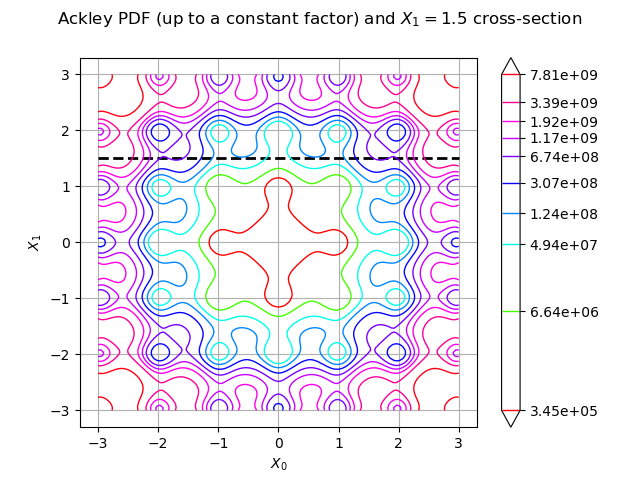 Ackley PDF (up to a constant factor) and X₁ = 1.5 cross-section
3
2
1
0
−1
−2
−3
X₁
−3
−2
−1
0
1
2
3
X₀
7.81e+09
3.39e+09
1.92e+09
1.17e+09
6.74e+08
3.07e+08
1.24e+08
4.94e+07
6.64e+06
3.45e+05